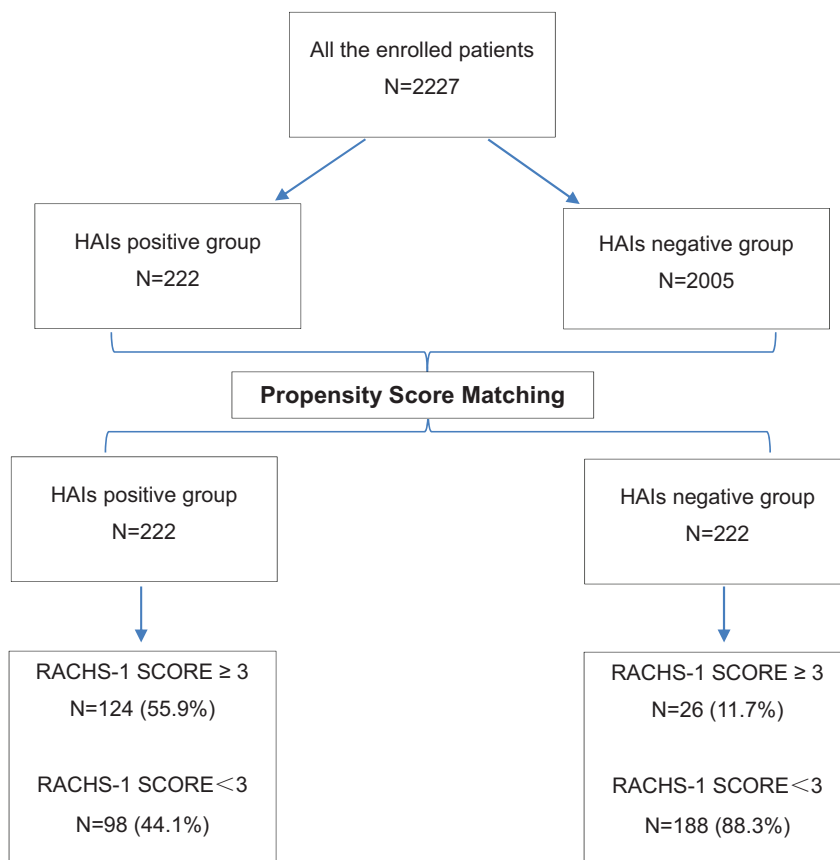 All the enrolled patients
N=2227
HAIs positive group
N=222
HAIs negative group
N=2005
Propensity Score Matching
HAIs positive group
N=222
HAIs negative group
N=222
RACHS-1 SCORE ≥ 3
N=124 (55.9%)
RACHS-1 SCORE＜3
N=98 (44.1%)
RACHS-1 SCORE ≥ 3
N=26 (11.7%)
RACHS-1 SCORE＜3
N=188 (88.3%)